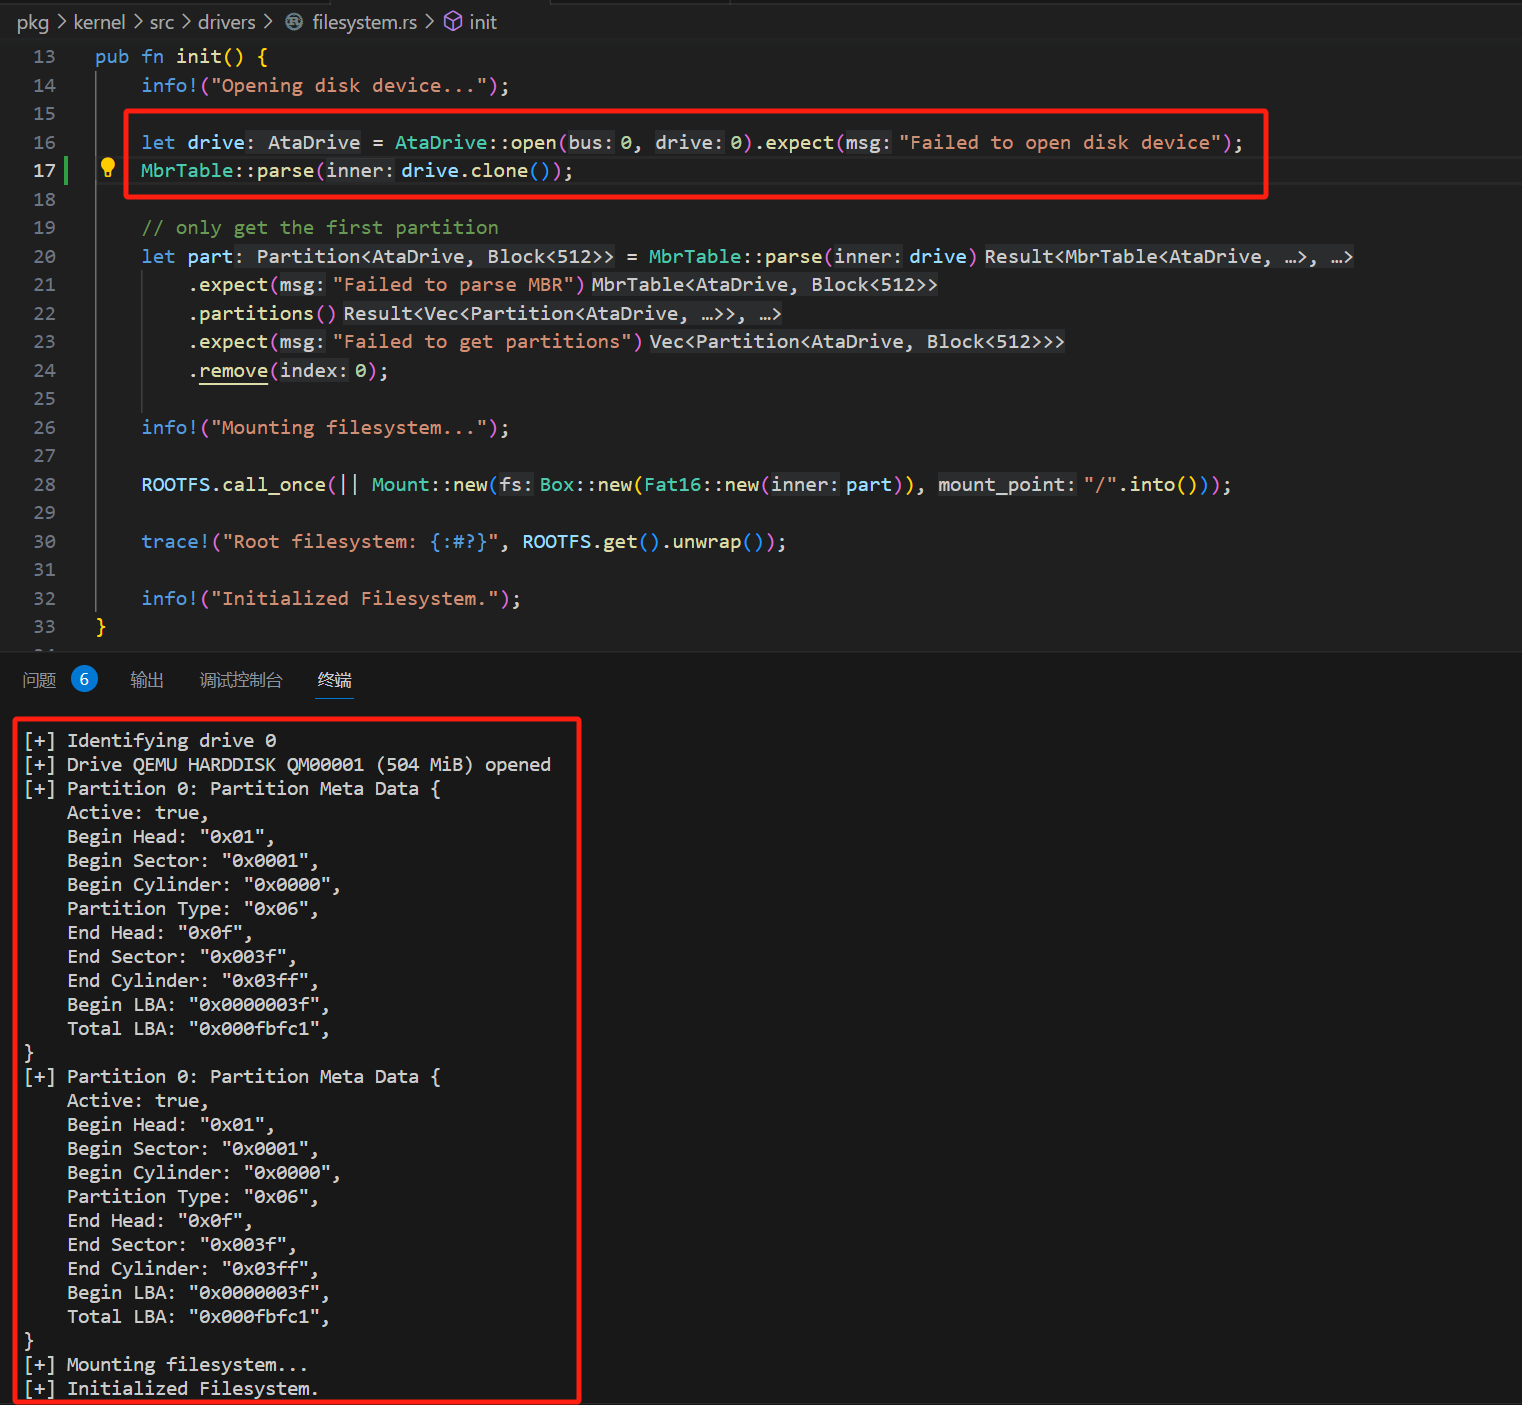 pkg > kernel > src > drivers > filesystem.rs > init
13 pub fn init() {
14 info!("Opening disk device...");
15
16 let drive: AtaDrive = AtaDrive::open(bus: 0, drive: 0).expect(msg: "Failed to open disk device");
17 MbrTable::parse(inner: drive.clone());
18
19 // only get the first partition
20 let part: Partition<AtaDrive, Block<512>> = MbrTable::parse(inner: drive) Result<MbrTable<AtaDrive, …>, …>
21 .expect(msg: "Failed to parse MBR") MbrTable<AtaDrive, Block<512>>
22 .partitions() Result<Vec<Partition<AtaDrive, …>>, …>
23 .expect(msg: "Failed to get partitions") Vec<Partition<AtaDrive, Block<512>>>
24 .remove(index: 0);
25
26 info!("Mounting filesystem...");
27
28 ROOTFS.call_once(|| Mount::new(fs: Box::new(Fat16::new(inner: part)), mount_point: "/".into()));
29
30 trace!("Root filesystem: {:#?}", ROOTFS.get().unwrap());
31
32 info!("Initialized Filesystem.");
33 }
问题 6 输出 调试控制台 终端
[+] Identifying drive 0
[+] Drive QEMU HARDDISK QM00001 (504 MiB) opened
[+] Partition 0: Partition Meta Data {
Active: true,
Begin Head: "0x01",
Begin Sector: "0x0001",
Begin Cylinder: "0x0000",
Partition Type: "0x06",
End Head: "0x0f",
End Sector: "0x003f",
End Cylinder: "0x03ff",
Begin LBA: "0x0000003f",
Total LBA: "0x000fbfc1",
}
[+] Partition 0: Partition Meta Data {
Active: true,
Begin Head: "0x01",
Begin Sector: "0x0001",
Begin Cylinder: "0x0000",
Partition Type: "0x06",
End Head: "0x0f",
End Sector: "0x003f",
End Cylinder: "0x03ff",
Begin LBA: "0x0000003f",
Total LBA: "0x000fbfc1",
}
[+] Mounting filesystem...
[+] Initialized Filesystem.